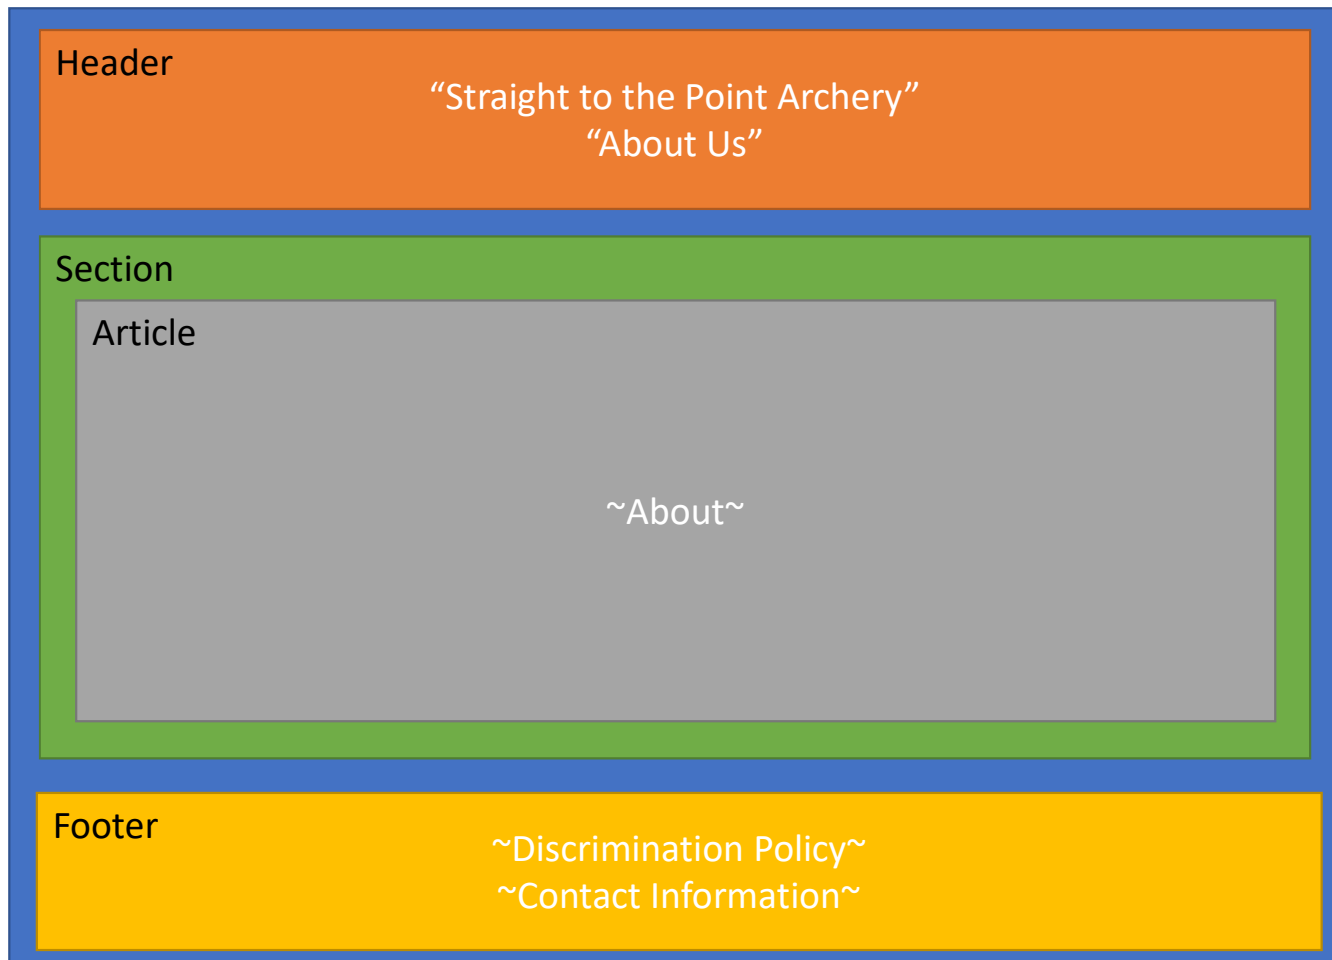 Header
“Straight to the Point Archery”
“About Us”
Section
Article
~About~
Footer
~Discrimination Policy~
~Contact Information~